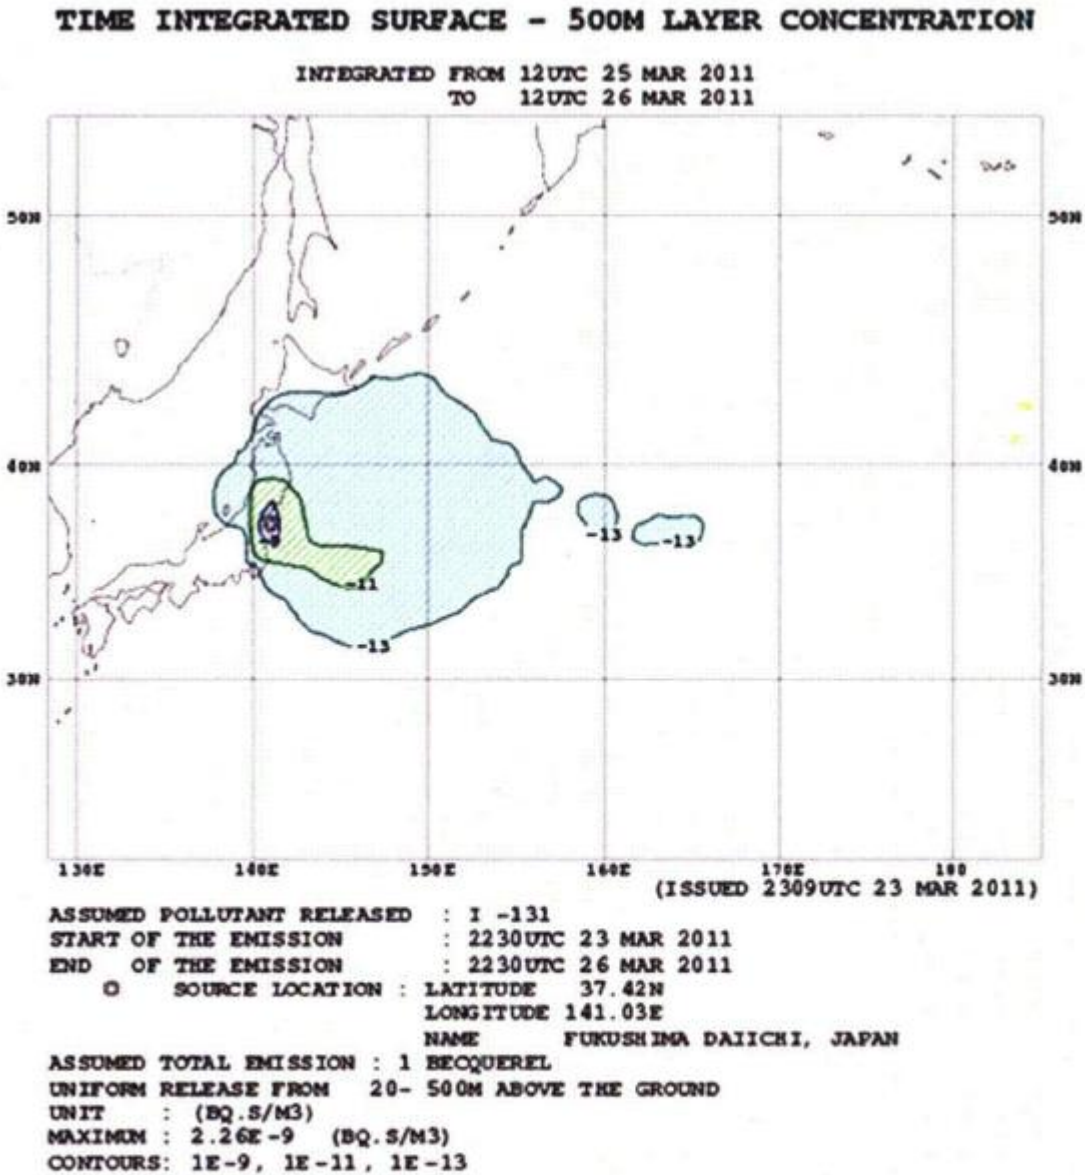 TIME INTEGRATED SURFACE - 500M LAYER CONCENTRATION
INTEGRATED FROM 12UTC 25 MAR 2011
TO 12UTC 26 MAR 2011
50N 50N
40N 40N
-13
-13
-9
-11
-13
30N 30N
130E 140E 150E 160E 170E 180
(ISSUED 2309UTC 23 MAR 2011)
ASSUMED POLLUTANT RELEASED : I -131
START OF THE EMISSION : 2230UTC 23 MAR 2011
END OF THE EMISSION : 2230UTC 26 MAR 2011
SOURCE LOCATION : LATITUDE 37.42N
LONGITUDE 141.03E
NAME FUKUSHIMA DAIICHI, JAPAN
ASSUMED TOTAL EMISSION : 1 BECQUEREL
UNIFORM RELEASE FROM 20- 500M ABOVE THE GROUND
UNIT : (BQ.S/M3)
MAXIMUM : 2.26E-9 (BQ.S/M3)
CONTOURS: 1E-9, 1E-11, 1E-13